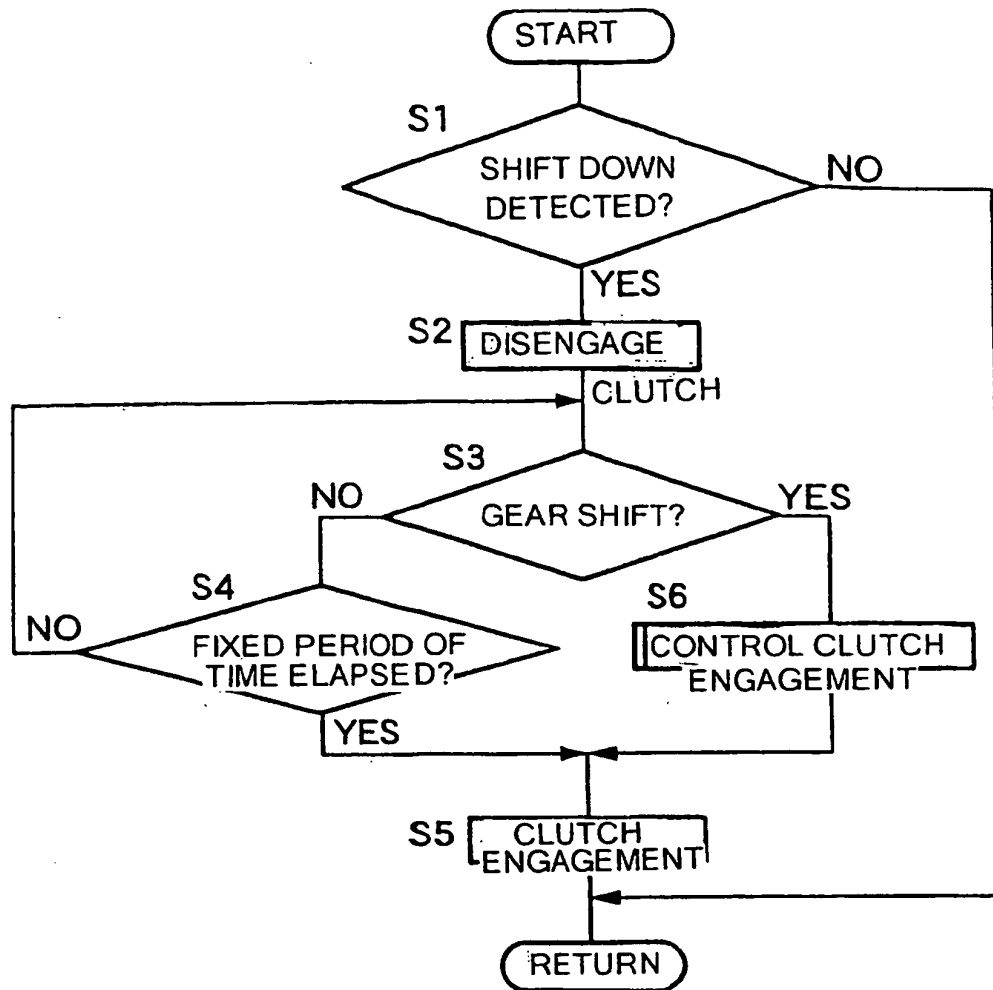 START
S1
SHIFT DOWN
DETECTED?
NO
YES
S2
DISENGAGE
CLUTCH
S3
NO
GEAR SHIFT?
YES
S4
NO
FIXED PERIOD OF
TIME ELAPSED?
YES
S6
CONTROL CLUTCH
ENGAGEMENT
S5
CLUTCH
ENGAGEMENT
RETURN